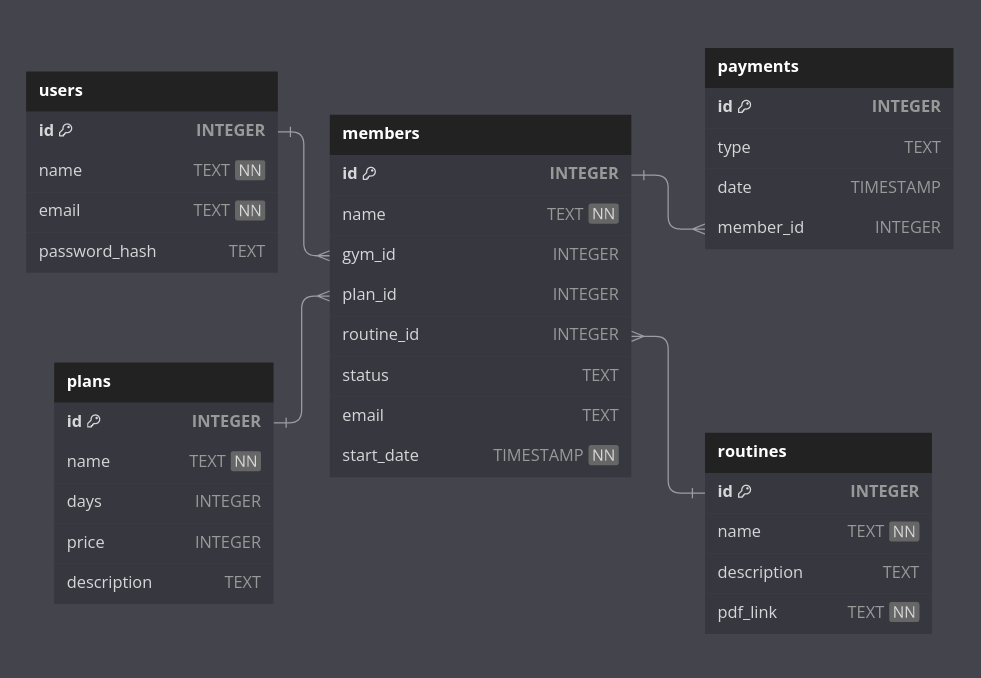 users
id INTEGER
name TEXT NN
email TEXT NN
password_hash TEXT
members
id INTEGER
name TEXT NN
gym_id INTEGER
plan_id INTEGER
routine_id INTEGER
status TEXT
email TEXT
start_date TIMESTAMP NN
payments
id INTEGER
type TEXT
date TIMESTAMP
member_id INTEGER
plans
id INTEGER
name TEXT NN
days INTEGER
price INTEGER
description TEXT
routines
id INTEGER
name TEXT NN
description TEXT
pdf_link TEXT NN